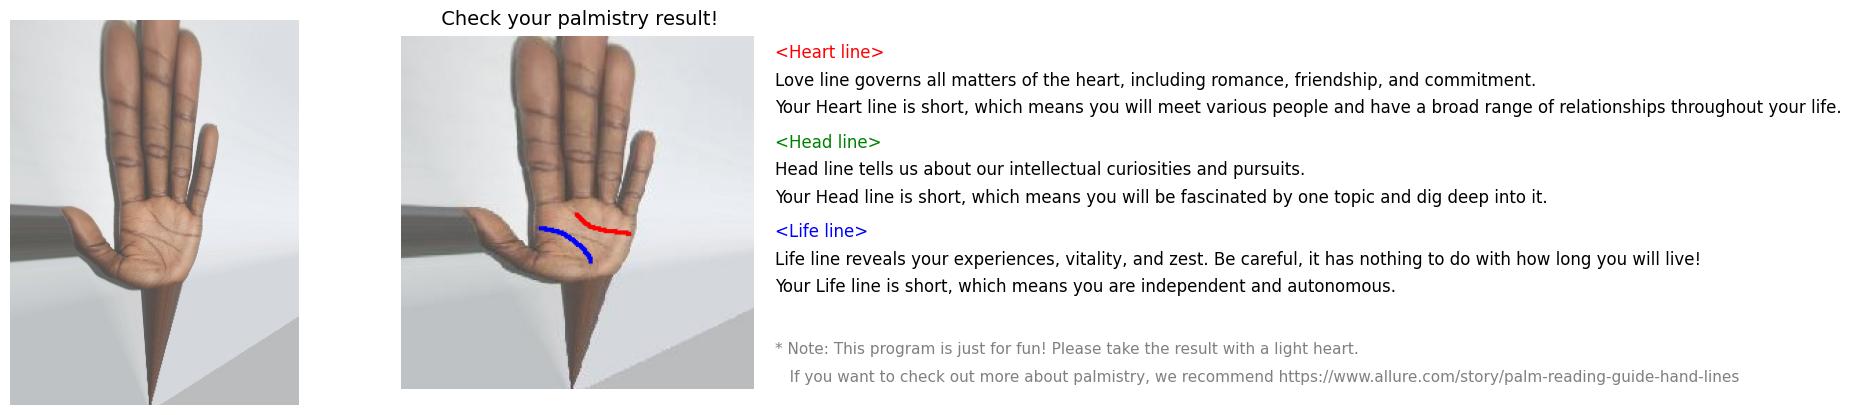 Check your palmistry result!
<Heart line>
Love line governs all matters of the heart, including romance, friendship, and commitment.
Your Heart line is short, which means you will meet various people and have a broad range of relationships throughout your life.
<Head line>
Head line tells us about our intellectual curiosities and pursuits.
Your Head line is short, which means you will be fascinated by one topic and dig deep into it.
<Life line>
Life line reveals your experiences, vitality, and zest. Be careful, it has nothing to do with how long you will live!
Your Life line is short, which means you are independent and autonomous.
* Note: This program is just for fun! Please take the result with a light heart.
If you want to check out more about palmistry, we recommend https://www.allure.com/story/palm-reading-guide-hand-lines